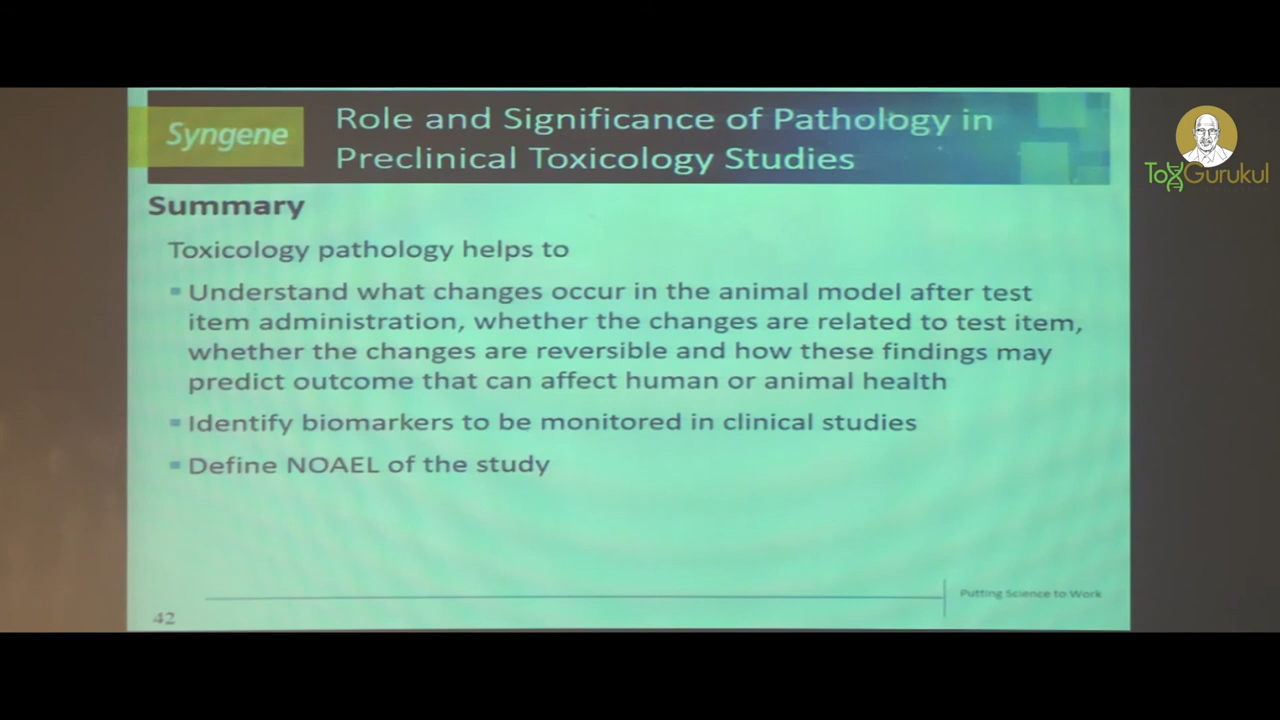 Syngene
Role and Significance of Pathology in
Preclinical Toxicology Studies
ToxGurukul
Summary
Toxicology pathology helps to
▪ Understand what changes occur in the animal model after test
item administration, whether the changes are related to test item,
whether the changes are reversible and how these findings may
predict outcome that can affect human or animal health
▪ Identify biomarkers to be monitored in clinical studies
▪ Define NOAEL of the study
Putting Science to Work
42